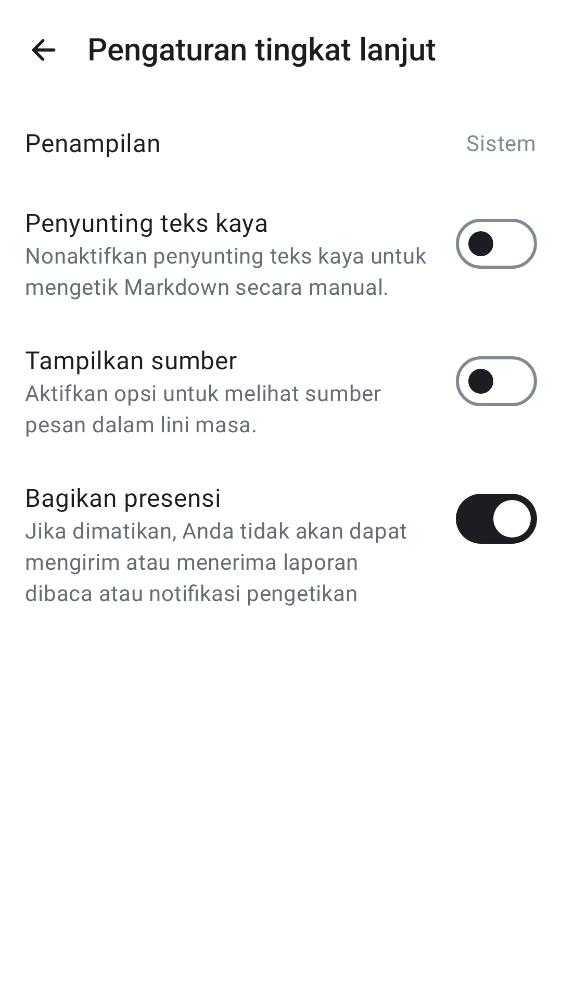 Pengaturan tingkat lanjut
Penampilan
Sistem
Penyunting teks kaya
Nonaktifkan penyunting teks kaya untuk
mengetik Markdown secara manual.
Tampilkan sumber
Aktifkan opsi untuk melihat sumber
pesan dalam lini masa.
Bagikan presensi
Jika dimatikan, Anda tidak akan dapat
mengirim atau menerima laporan
dibaca atau notifikasi pengetikan